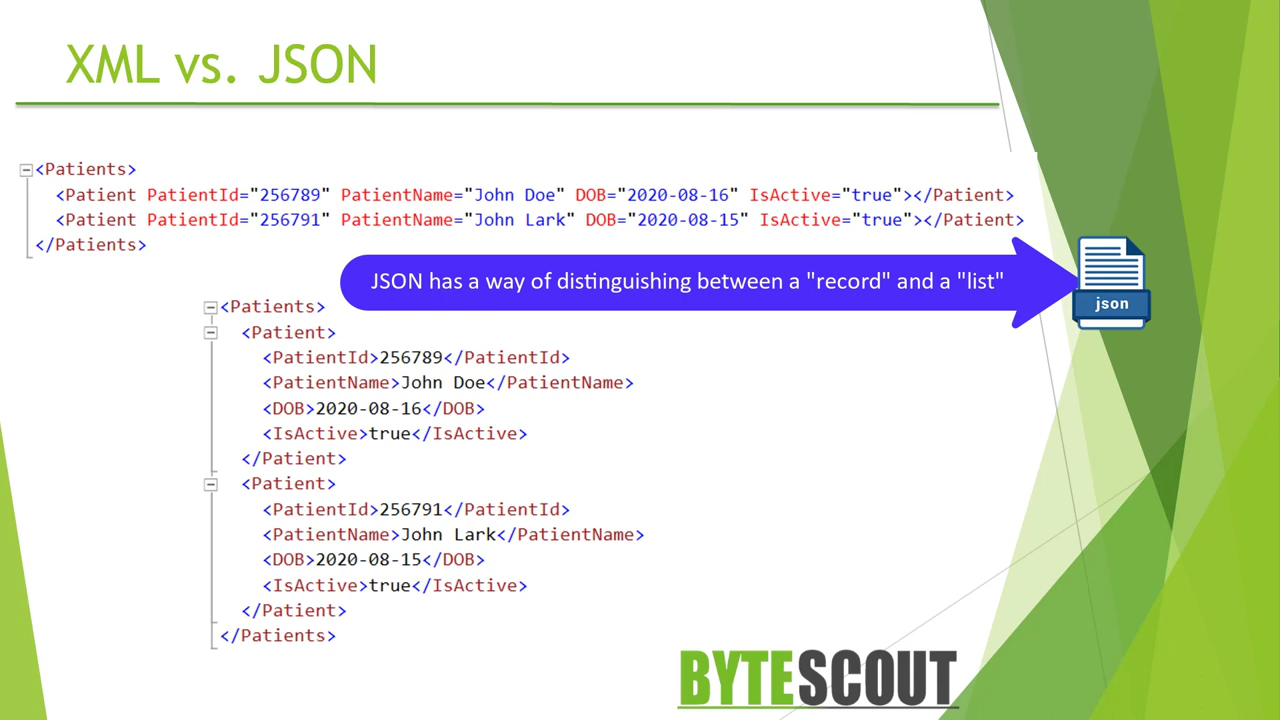 XML vs. JSON
<Patients>
<Patient PatientId="256789" PatientName="John Doe" DOB="2020-08-16" IsActive="true"></Patient>
<Patient PatientId="256791" PatientName="John Lark" DOB="2020-08-15" IsActive="true"></Patient>
</Patients>
JSON has a way of distinguishing between a "record" and a "list"
json
<Patients>
<Patient>
<PatientId>256789</PatientId>
<PatientName>John Doe</PatientName>
<DOB>2020-08-16</DOB>
<IsActive>true</IsActive>
</Patient>
<Patient>
<PatientId>256791</PatientId>
<PatientName>John Lark</PatientName>
<DOB>2020-08-15</DOB>
<IsActive>true</IsActive>
</Patient>
</Patients>
BYTESCOUT